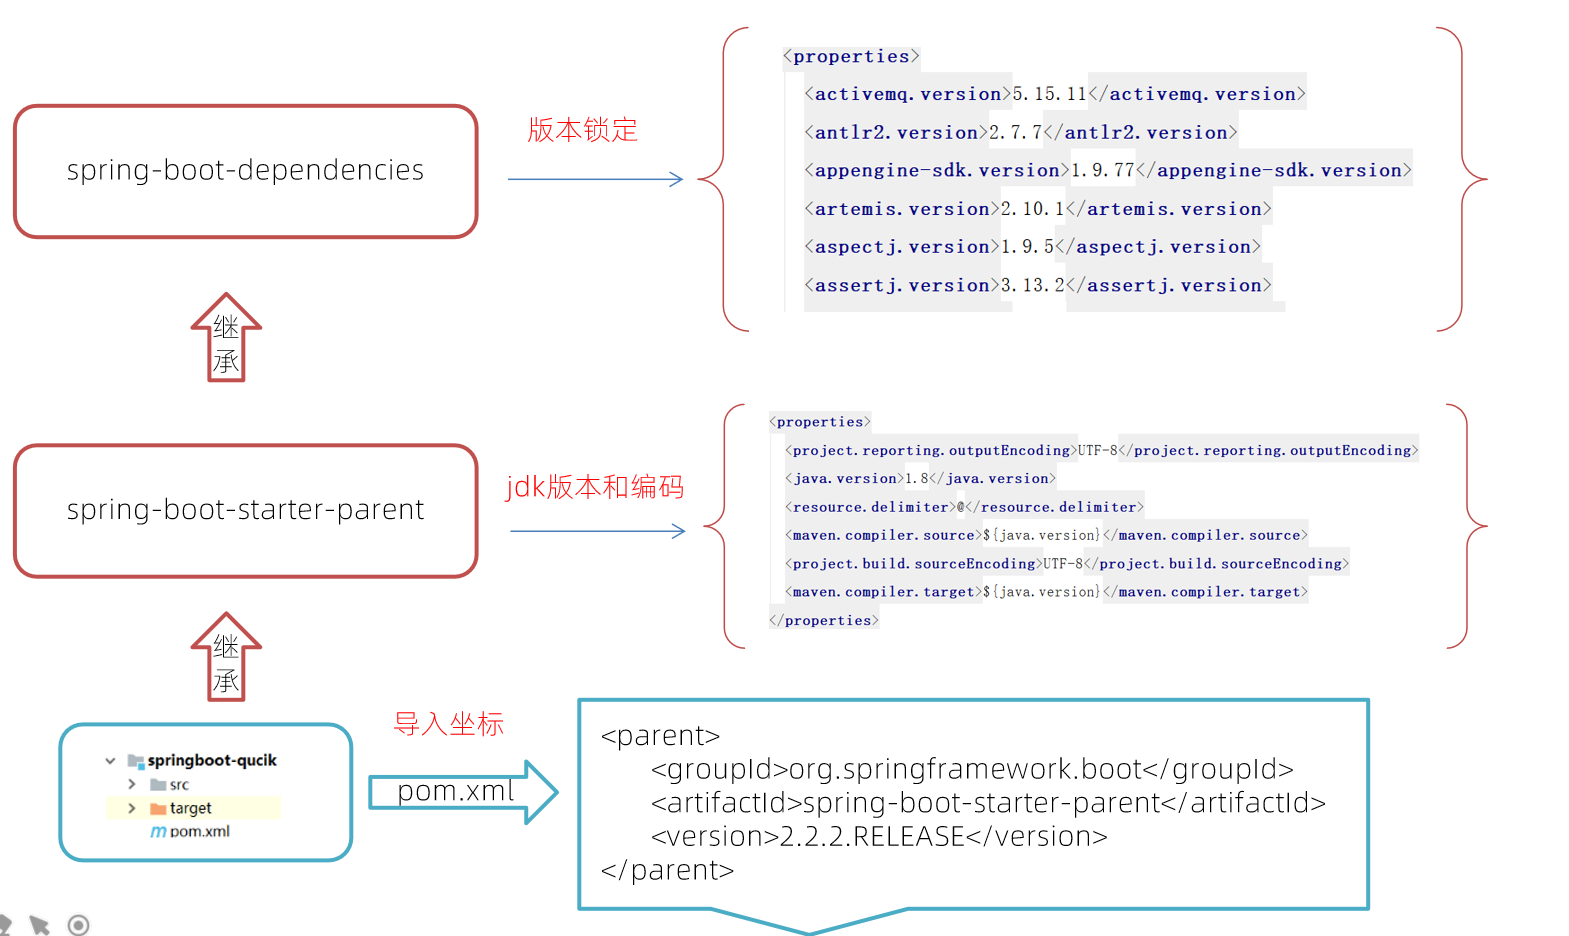 spring-boot-dependencies
版本锁定
<properties>
<activemq.version>5.15.11</activemq.version>
<antlr2.version>2.7.7</antlr2.version>
<appengine-sdk.version>1.9.77</appengine-sdk.version>
<artemis.version>2.10.1</artemis.version>
<aspectj.version>1.9.5</aspectj.version>
<assertj.version>3.13.2</assertj.version>
继
承
spring-boot-starter-parent
jdk版本和编码
<properties>
<project.reporting.outputEncoding>UTF-8</project.reporting.outputEncoding>
<java.version>1.8</java.version>
<resource.delimiter>@</resource.delimiter>
<maven.compiler.source>${java.version}</maven.compiler.source>
<project.build.sourceEncoding>UTF-8</project.build.sourceEncoding>
<maven.compiler.target>${java.version}</maven.compiler.target>
</properties>
继
承
springboot-qucik
src
target
pom.xml
导入坐标
pom.xml
<parent>
<groupId>org.springframework.boot</groupId>
<artifactId>spring-boot-starter-parent</artifactId>
<version>2.2.2.RELEASE</version>
</parent>